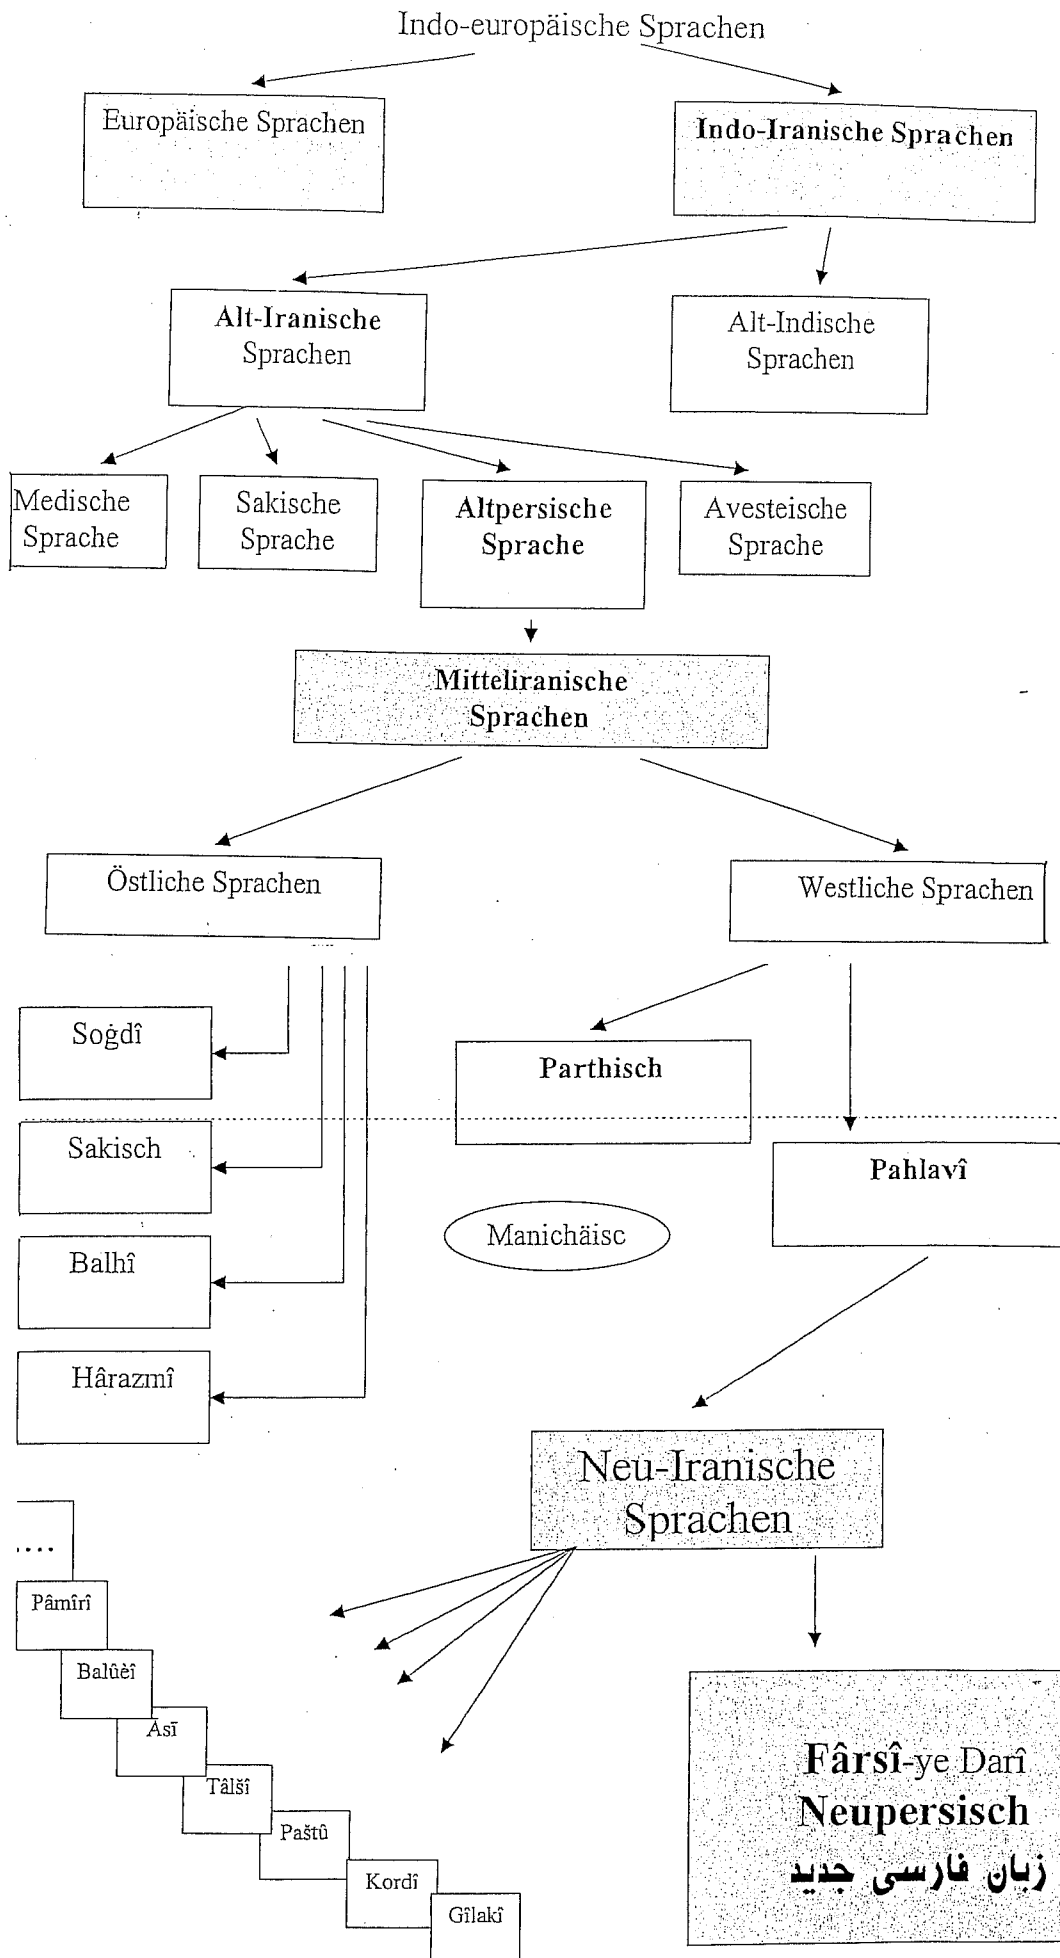 Indo-europäische Sprachen
Europäische Sprachen
Indo-Iranische Sprachen
Alt-Iranische
Sprachen
Alt-Indische
Sprachen
Medische
Sprache
Sakische
Sprache
Altpersische
Sprache
Avesteische
Sprache
Mitteliranische
Sprachen
Östliche Sprachen
Westliche Sprachen
Soġdî
Parthisch
Sakisch
Pahlavî
Manichäisc
Balhî
Hârazmî
Neu-Iranische
Sprachen
....
Pâmîrî
Balûèî
Asī
Tâlšî
Paštû
Kordî
Gîlakî
Fârsî-ye Darî
Neupersisch
زبان فارسی جدید